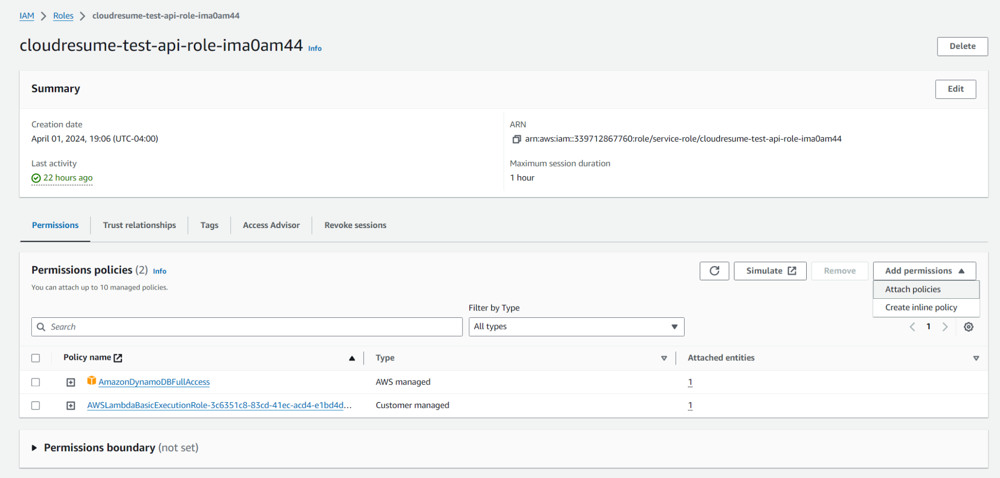 IAM > Roles > cloudresume-test-api-role-ima0am44
cloudresume-test-api-role-ima0am44 Info
Delete
Summary
Edit
Creation date
April 01, 2024, 19:06 (UTC-04:00)
ARN
arn:aws:iam::339712867760:role/service-role/cloudresume-test-api-role-ima0am44
Last activity
22 hours ago
Maximum session duration
1 hour
Permissions
Trust relationships
Tags
Access Advisor
Revoke sessions
Permissions policies (2) Info
You can attach up to 10 managed policies.
Simulate
Remove
Add permissions
Attach policies
Create inline policy
Filter by Type
Search
All types
1
Policy name
Type
Attached entities
AmazonDynamoDBFullAccess
AWS managed
1
AWSLambdaBasicExecutionRole-3c6351c8-83cd-41ec-acd4-e1bd4d...
Customer managed
1
Permissions boundary (not set)